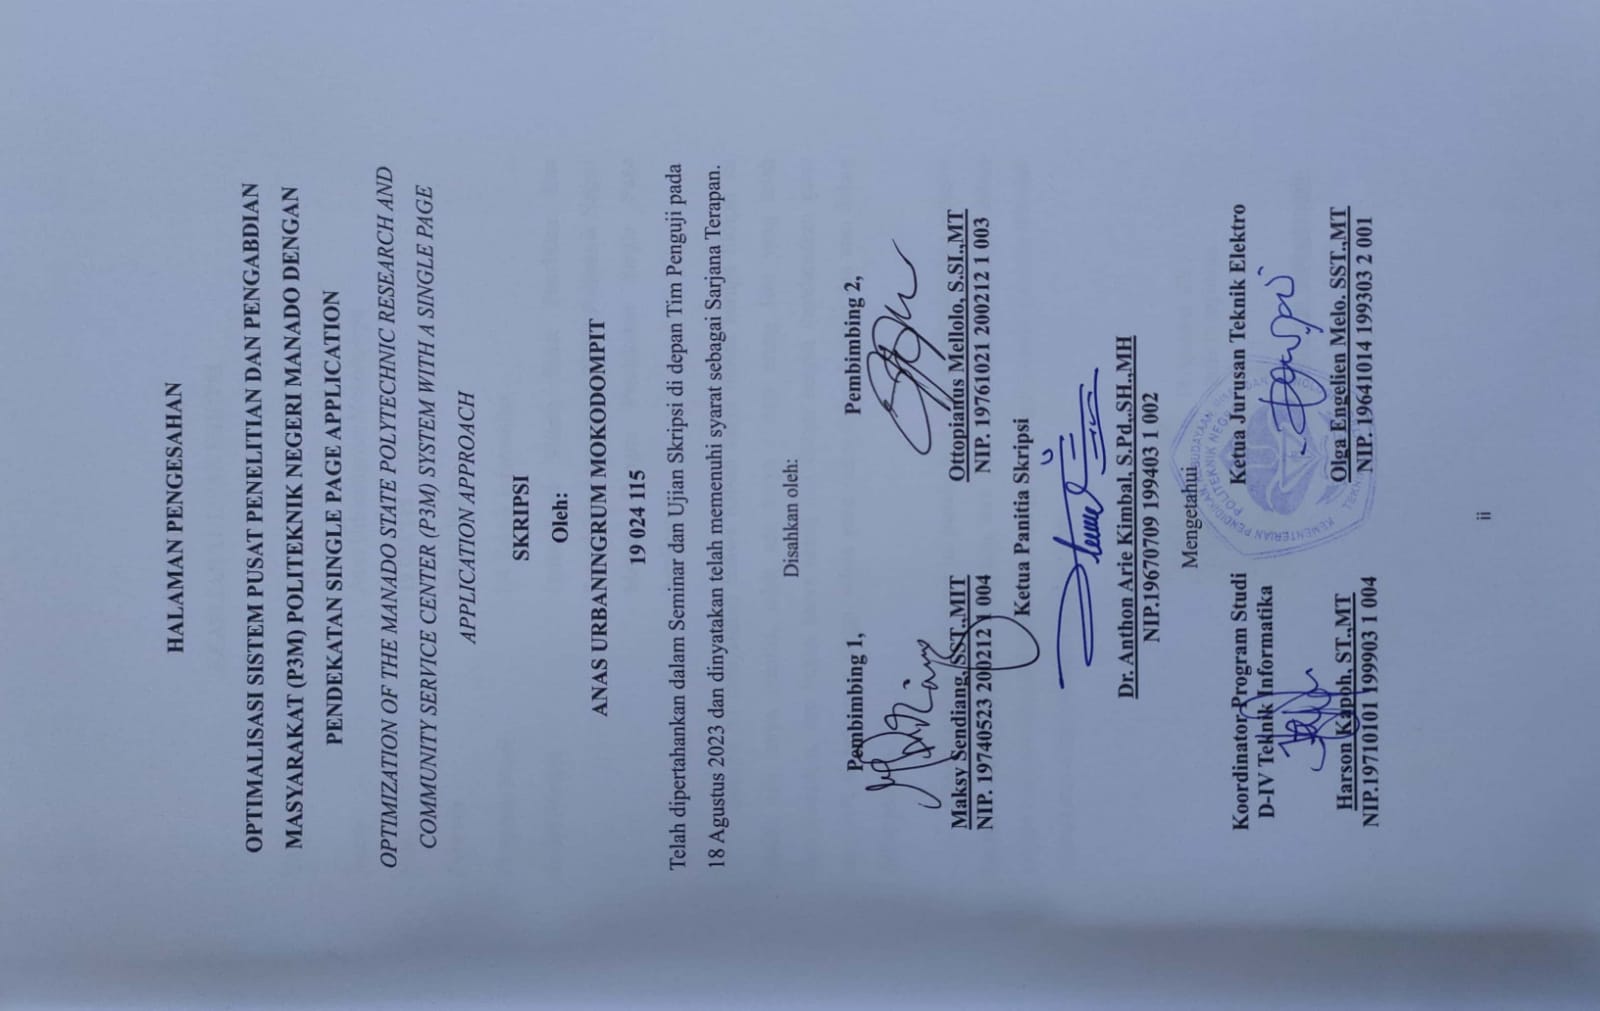 HALAMAN PENGESAHAN
OPTIMALISASI SISTEM PUSAT PENELITIAN DAN PENGABDIAN
MASYARAKAT (P3M) POLITEKNIK NEGERI MANADO DENGAN
PENDEKATAN SINGLE PAGE APPLICATION
OPTIMIZATION OF THE MANADO STATE POLYTECHNIC RESEARCH AND
COMMUNITY SERVICE CENTER (P3M) SYSTEM WITH A SINGLE PAGE
APPLICATION APPROACH
SKRIPSI
Oleh:
ANAS URBANINGRUM MOKODOMPIT
19 024 115
Telah dipertahankan dalam Seminar dan Ujian Skripsi di depan Tim Penguji pada
18 Agustus 2023 dan dinyatakan telah memenuhi syarat sebagai Sarjana Terapan.
Disahkan oleh:
Pembimbing 1,
Maksy Sendiang, SST.,MIT
NIP. 19740523 200212 1 004
Pembimbing 2,
Ottopianus Mellolo, S.SI.,MT
NIP. 19761021 200212 1 003
Ketua Panitia Skripsi
Dr. Anthon Arie Kimbal, S.Pd.,SH.,MH
NIP.19670709 199403 1 002
Mengetahui
Koordinator Program Studi
D-IV Teknik Informatika
Harson Kapoh, ST.,MT
NIP.19710101 199903 1 004
Ketua Jurusan Teknik Elektro
KEMENTERIAN PENDIDIKAN
POLITEKNIK NEGERI
Olga Engelien Melo. SST.,MT
NIP. 19641014 199303 2 001
ii